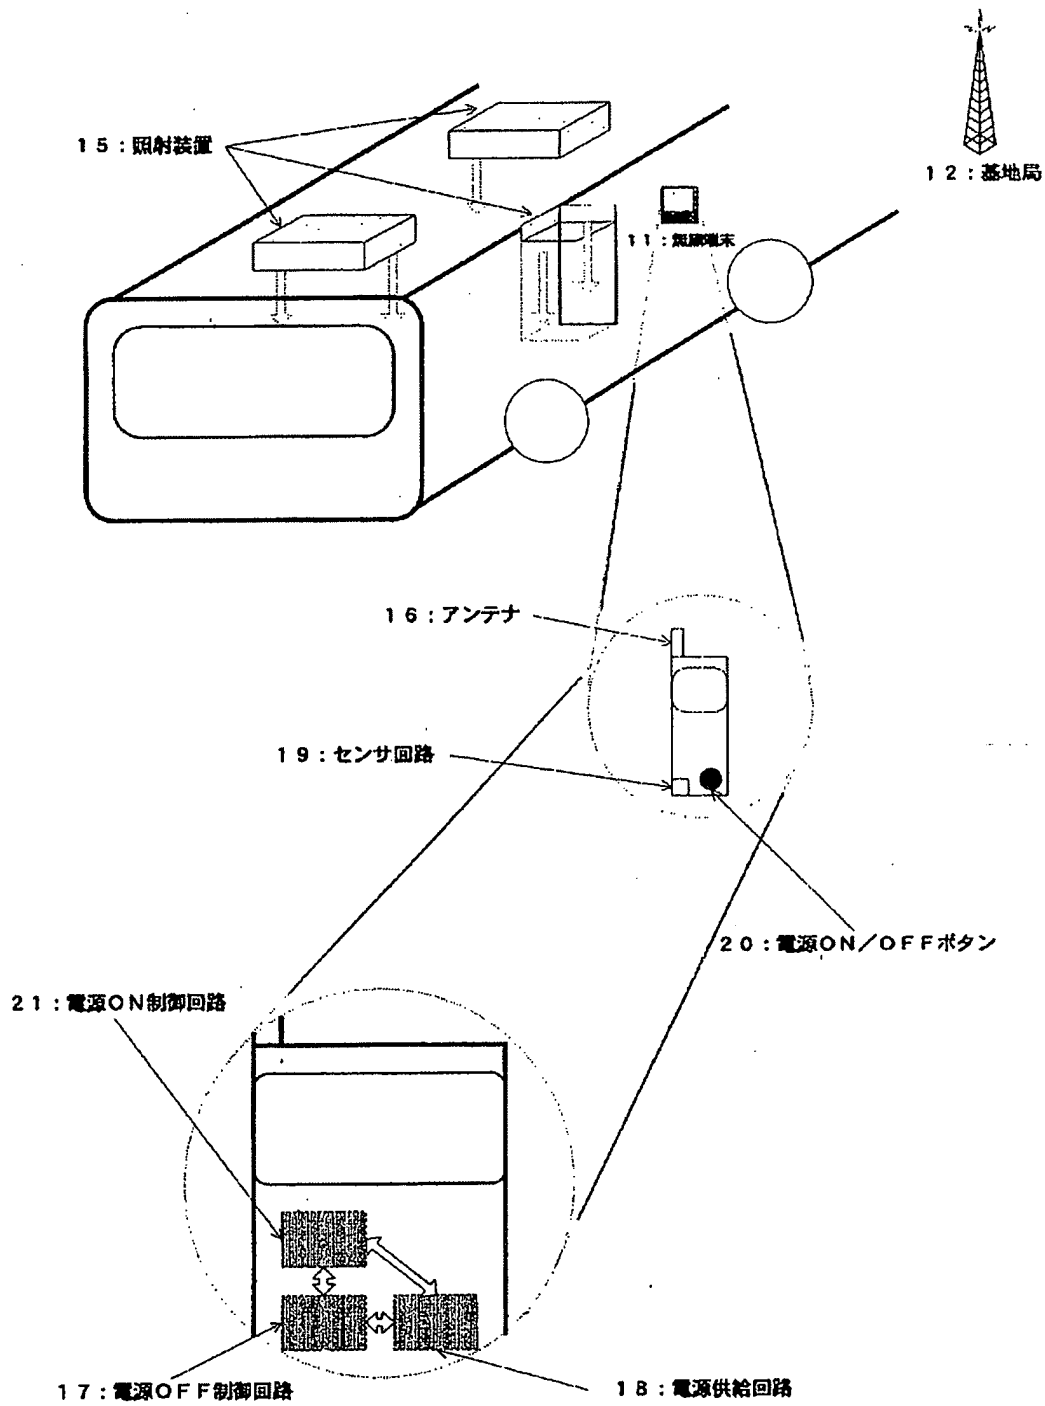 １５：照射装置
１２：基地局
１１：無線端末
１６：アンテナ
１９：センサ回路
２０：電源ＯＮ／ＯＦＦボタン
２１：電源ＯＮ制御回路
１７：電源ＯＦＦ制御回路
１８：電源供給回路